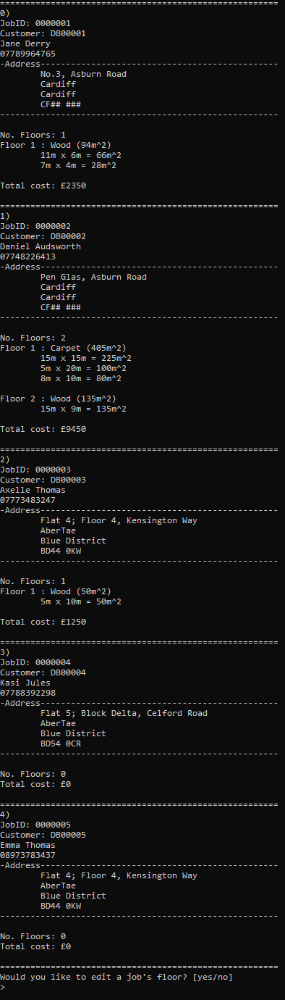 =======================================================
0)
JobID: 0000001
Customer: DB00001
Jane Derry
07789964765
-Address-----------------------------------------------
No.3, Asburn Road
Cardiff
Cardiff
CF## ###
-------------------------------------------------------
No. Floors: 1
Floor 1 : Wood (94m^2)
11m x 6m = 66m^2
7m x 4m = 28m^2
Total cost: £2350
=======================================================
1)
JobID: 0000002
Customer: DB00002
Daniel Audsworth
07748226413
-Address-----------------------------------------------
Pen Glas, Asburn Road
Cardiff
Cardiff
CF## ###
-------------------------------------------------------
No. Floors: 2
Floor 1 : Carpet (405m^2)
15m x 15m = 225m^2
5m x 20m = 100m^2
8m x 10m = 80m^2
Floor 2 : Wood (135m^2)
15m x 9m = 135m^2
Total cost: £9450
=======================================================
2)
JobID: 0000003
Customer: DB00003
Axelle Thomas
07773483247
-Address-----------------------------------------------
Flat 4; Floor 4, Kensington Way
AberTae
Blue District
BD44 0KW
-------------------------------------------------------
No. Floors: 1
Floor 1 : Wood (50m^2)
5m x 10m = 50m^2
Total cost: £1250
=======================================================
3)
JobID: 0000004
Customer: DB00004
Kasi Jules
07788392298
-Address-----------------------------------------------
Flat 5; Block Delta, Celford Road
AberTae
Blue District
BD54 0CR
-------------------------------------------------------
No. Floors: 0
Total cost: £0
=======================================================
4)
JobID: 0000005
Customer: DB00005
Emma Thomas
08973783437
-Address-----------------------------------------------
Flat 4; Floor 4, Kensington Way
AberTae
Blue District
BD44 0KW
-------------------------------------------------------
No. Floors: 0
Total cost: £0
=======================================================
Would you like to edit a job's floor? [yes/no]
>